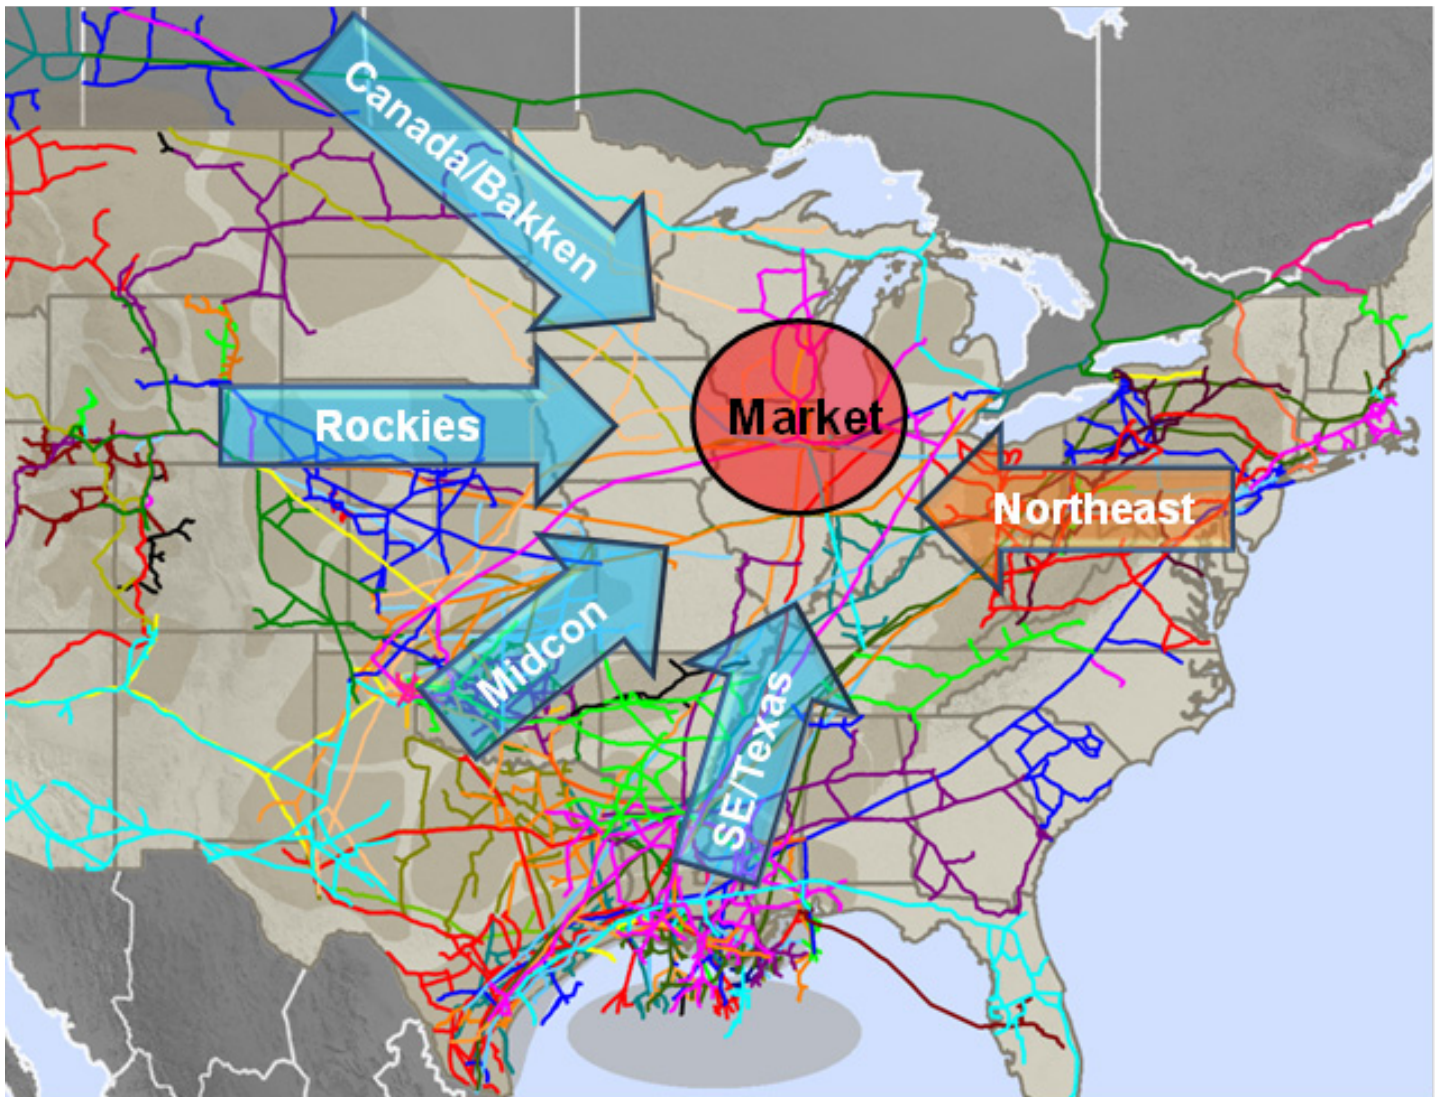 Canada/Bakken
Rockies
Market
Northeast
Midcon
SE/Texas